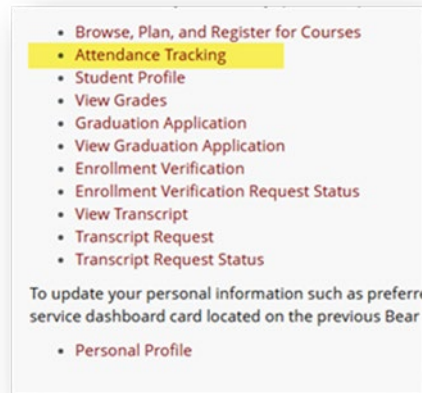 • Browse, Plan, and Register for Courses
• Attendance Tracking
• Student Profile
• View Grades
• Graduation Application
• View Graduation Application
• Enrollment Verification
• Enrollment Verification Request Status
• View Transcript
• Transcript Request
• Transcript Request Status
To update your personal information such as
service dashboard card located on the previous Bear
• Personal Profile